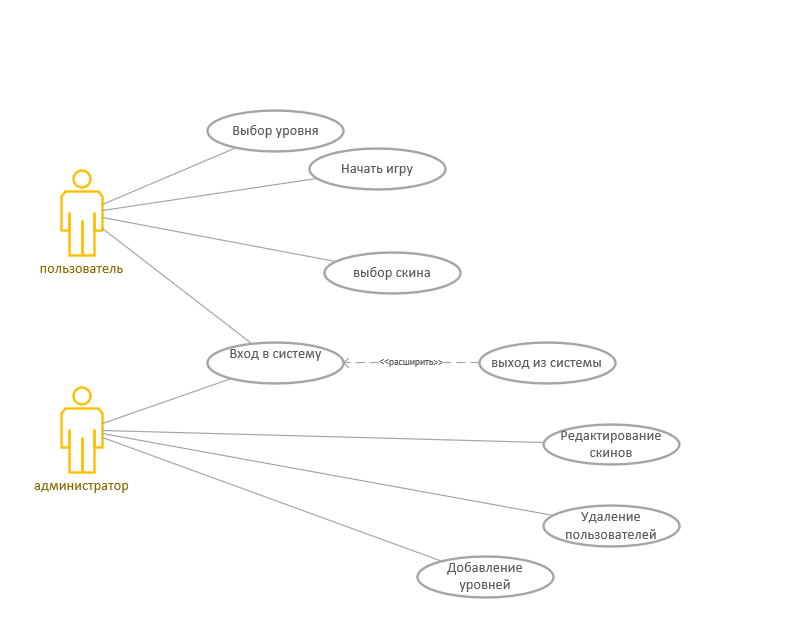 Выбор уровня
Начать игру
пользователь
выбор скина
Вход в систему
<<расширить>>
выход из системы
Редактирование
скинов
администратор
Удаление
пользователей
Добавление
уровней